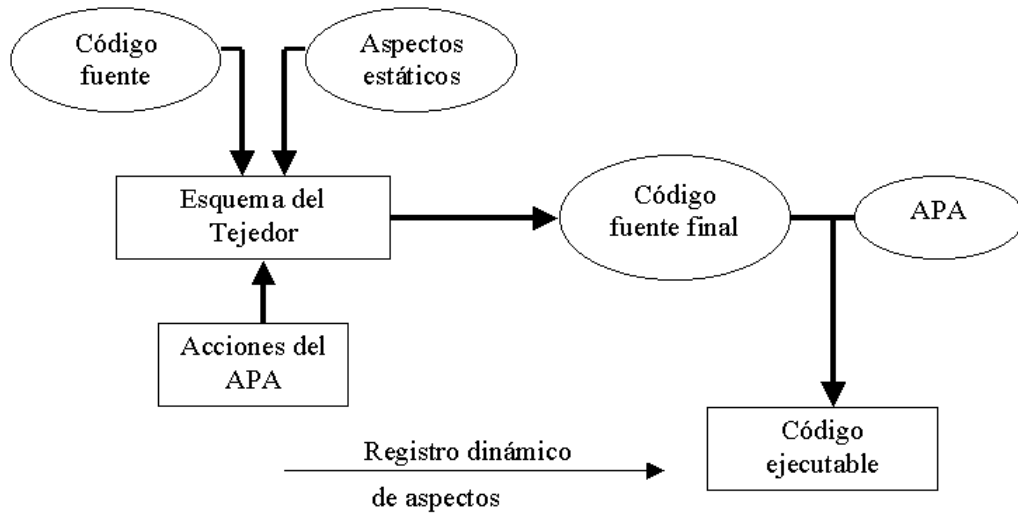 Código
fuente
Aspectos
estáticos
Esquema del
Tejedor
Código
fuente final
APA
Acciones del
APA
Código
ejecutable
Registro dinámico
de aspectos